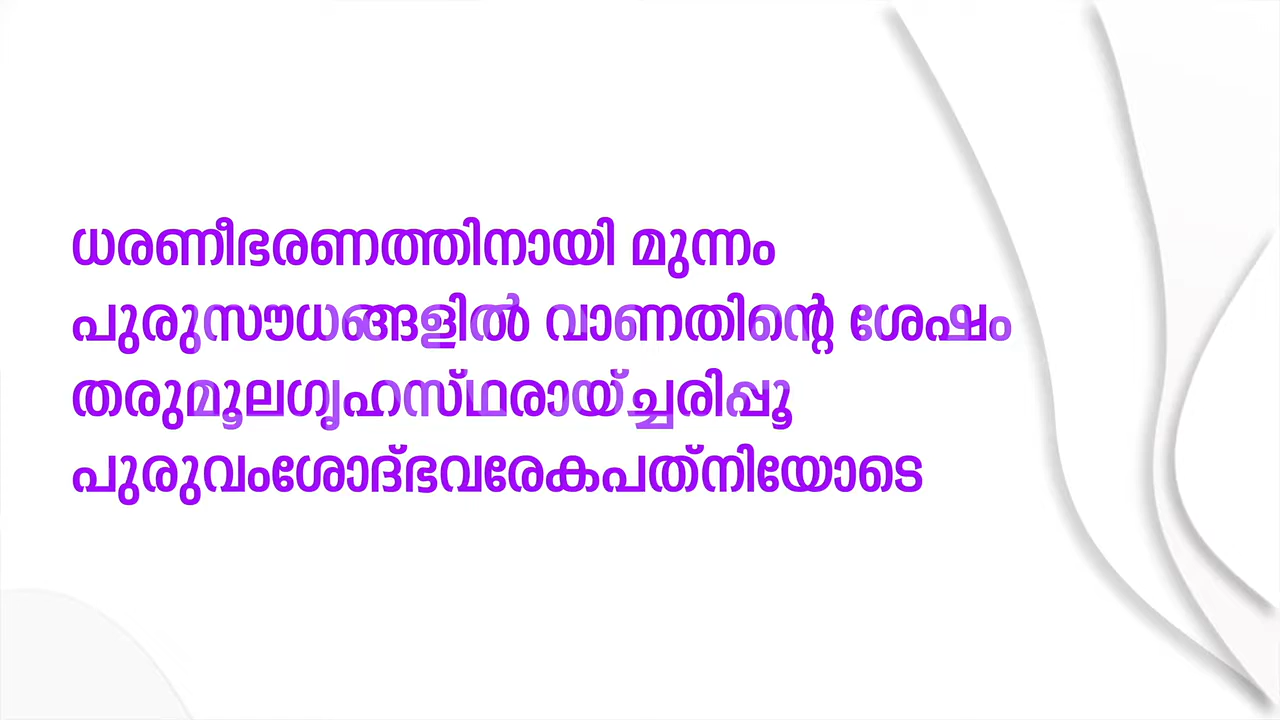 ധരണീഭരണത്തിനായി മുന്നം
പുരുസൗധങ്ങളിൽ വാണതിന്റെ ശേഷം
തരുമൂലഗൃഹസ്ഥരായ്ച്ചരിപ്പൂ
പുരുവംശോദ്ഭവരേകപത്നിയോടെ